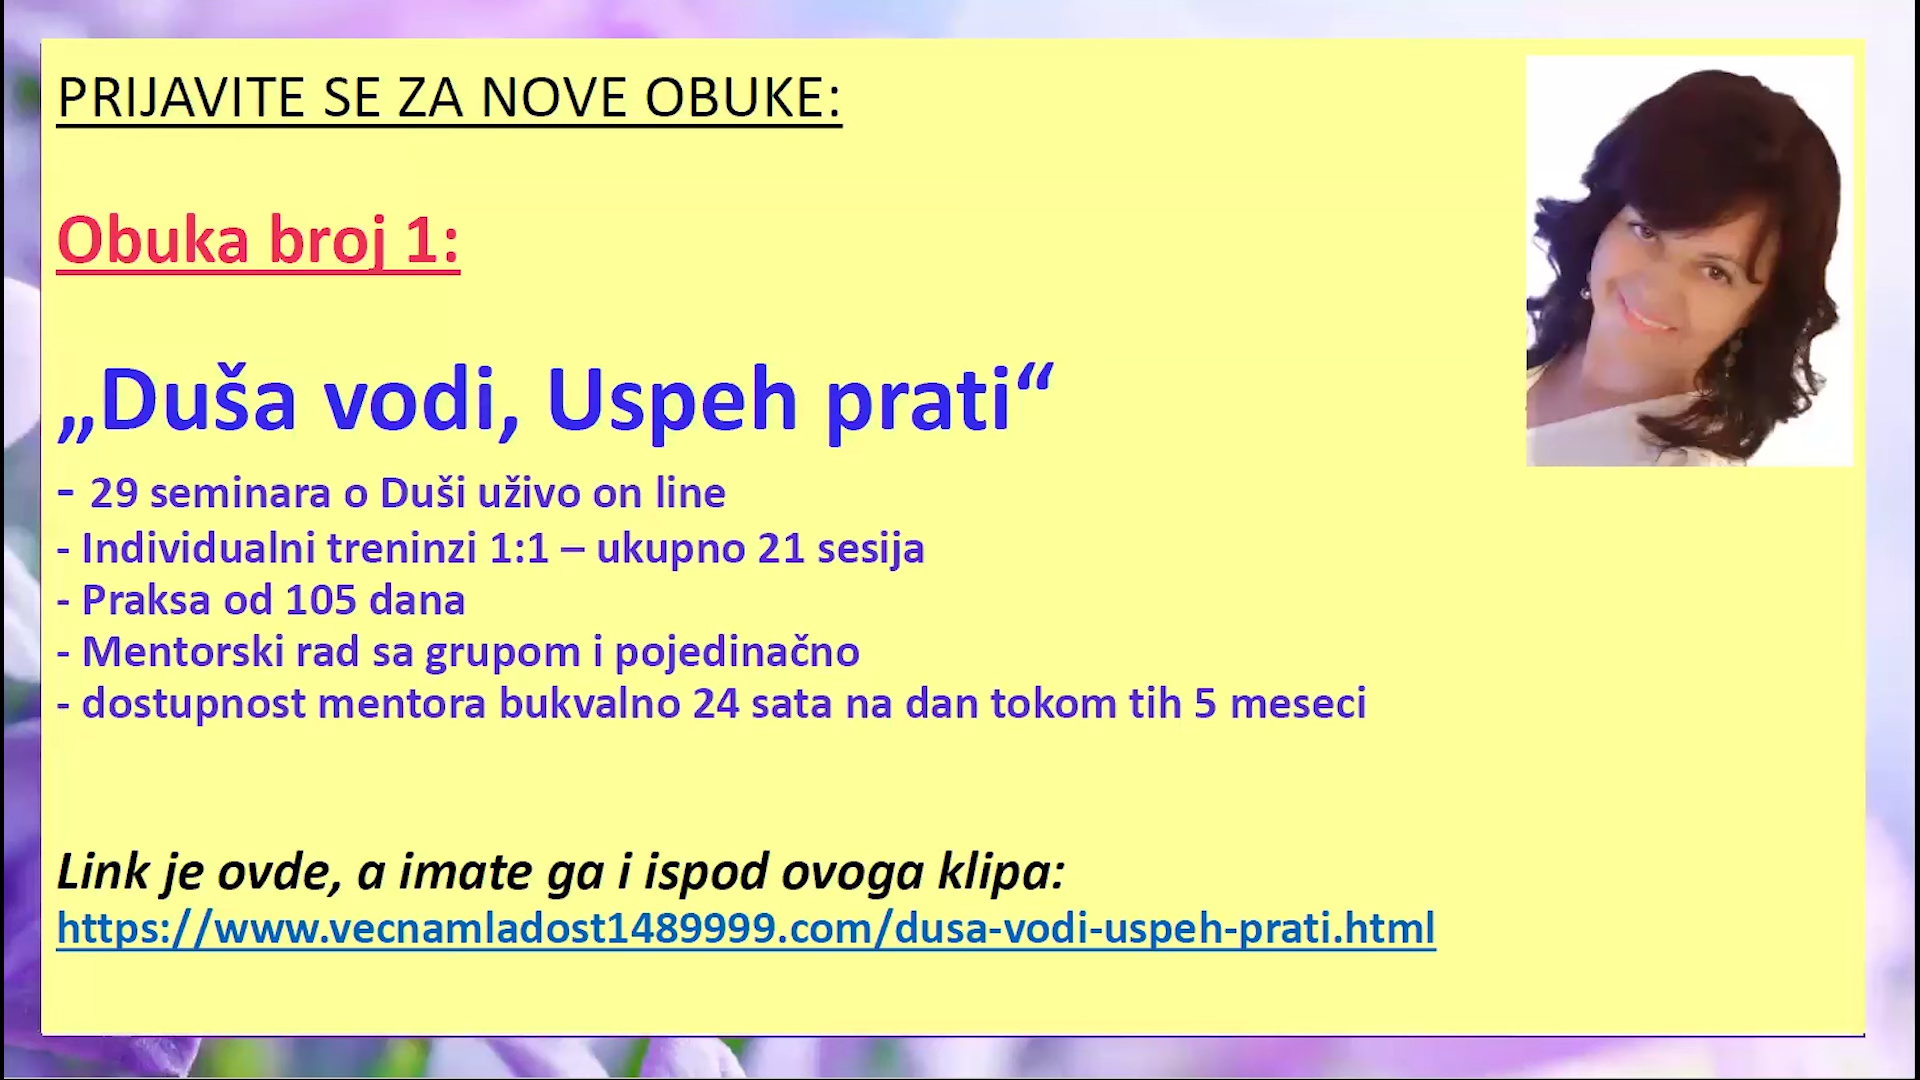 PRIJAVITE SE ZA NOVE OBUKE:
Obuka broj 1:
„Duša vodi, Uspeh prati“
- 29 seminara o Duši uživo on line
- Individualni treninzi 1:1 – ukupno 21 sesija
- Praksa od 105 dana
- Mentorski rad sa grupom i pojedinačno
- dostupnost mentora bukvalno 24 sata na dan tokom tih 5 meseci
Link je ovde, a imate ga i ispod ovoga klipa:
https://www.vecnamladost1489999.com/dusa-vodi-uspeh-prati.html